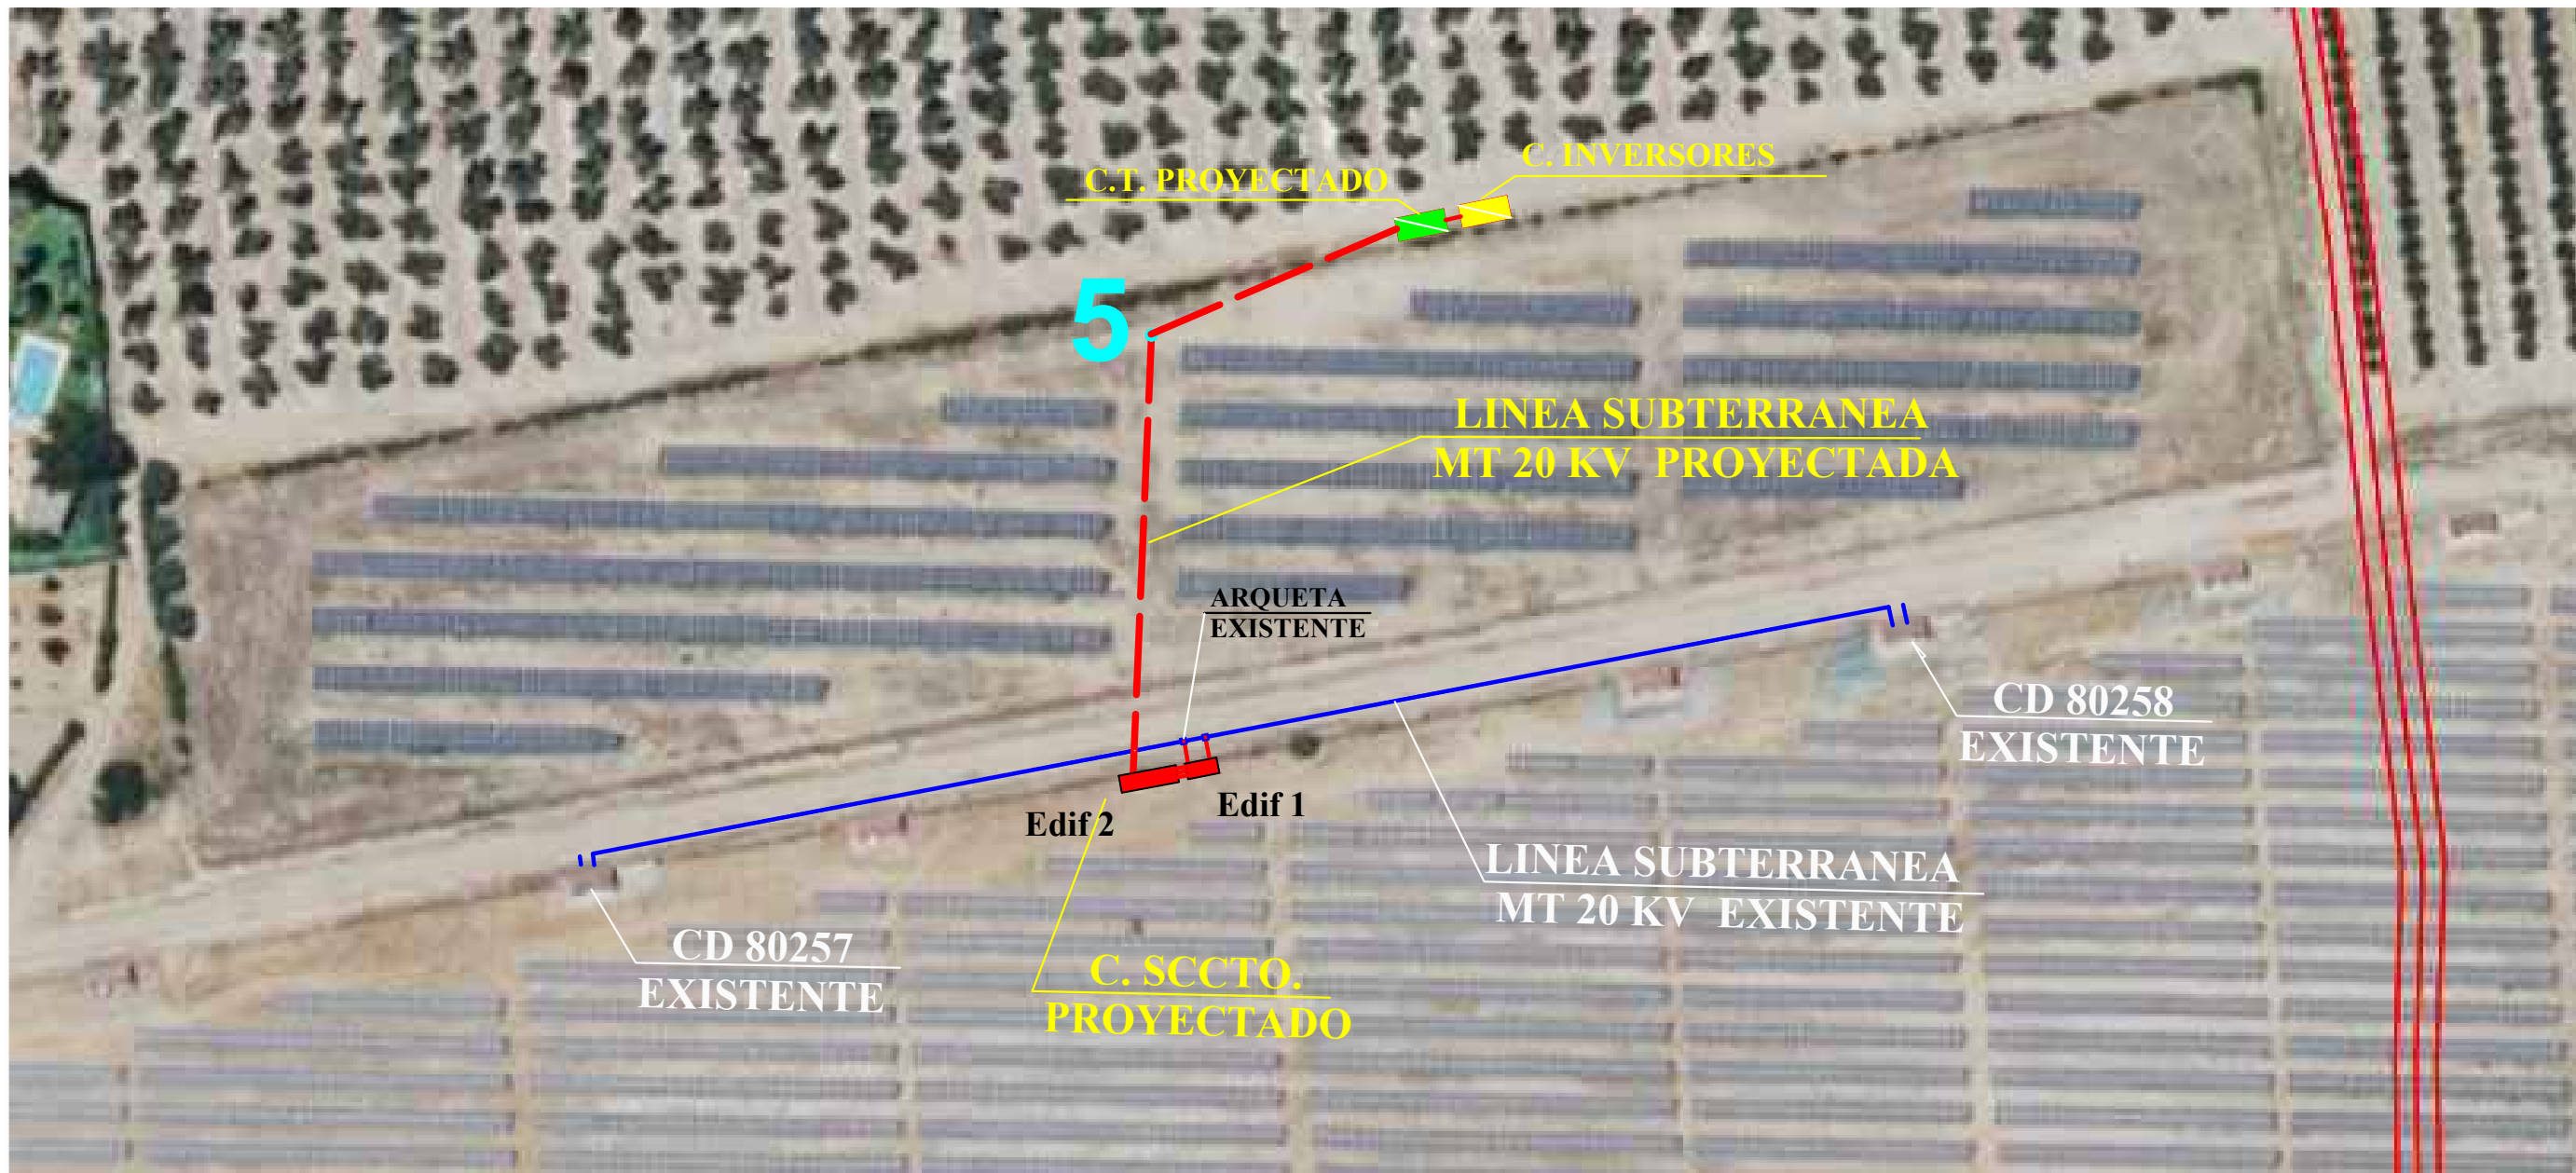 C. INVERSORES
C.T. PROYECTADO
5
LINEA SUBTERRANEA
MT 20 KV PROYECTADA
ARQUETA
EXISTENTE
CD 80258
EXISTENTE
Edif 1
Edif 2
LINEA SUBTERRANEA
MT 20 KV EXISTENTE
CD 80257
EXISTENTE
C. SCCTO.
PROYECTADO